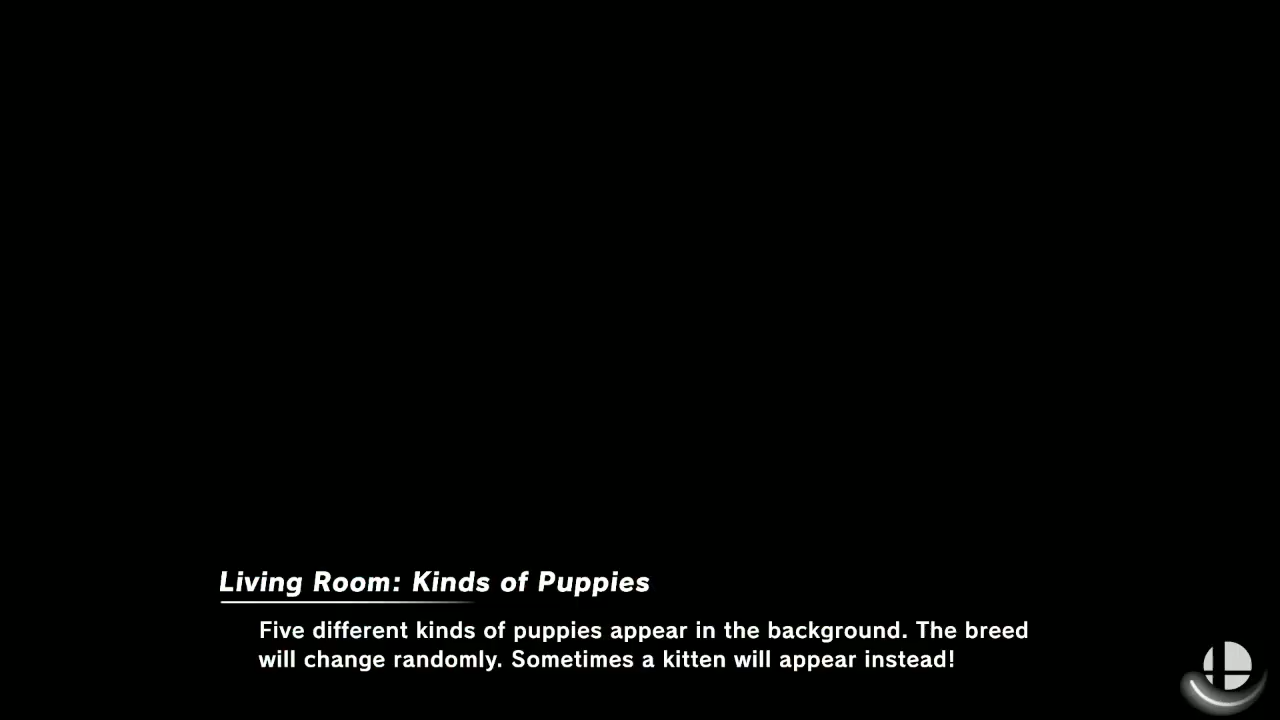 Living Room: Kinds of Puppies
Five different kinds of puppies appear in the background. The breed
will change randomly. Sometimes a kitten will appear instead!